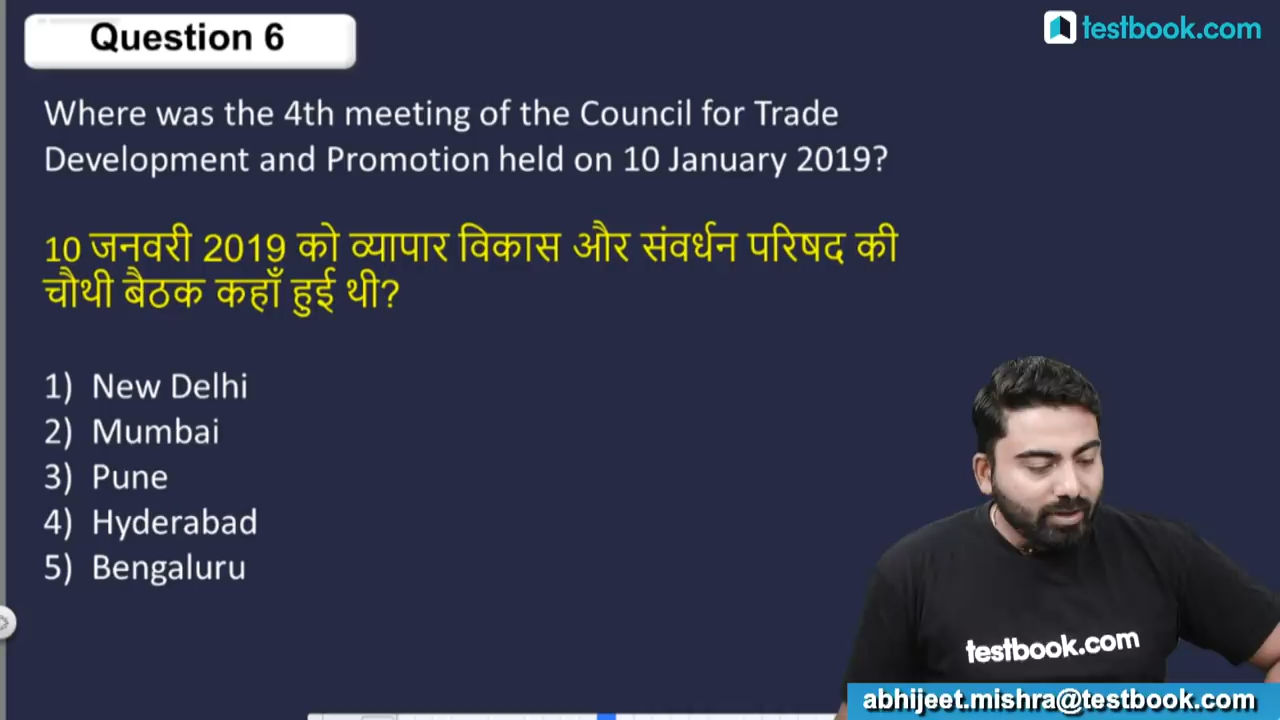 Question 6
testbook.com
Where was the 4th meeting of the Council for Trade
Development and Promotion held on 10 January 2019?
10 जनवरी 2019 को व्यापार विकास और संवर्धन परिषद की
चौथी बैठक कहाँ हुई थी?
1) New Delhi
2) Mumbai
3) Pune
4) Hyderabad
5) Bengaluru
testbook.com
abhijeet.mishra@testbook.com